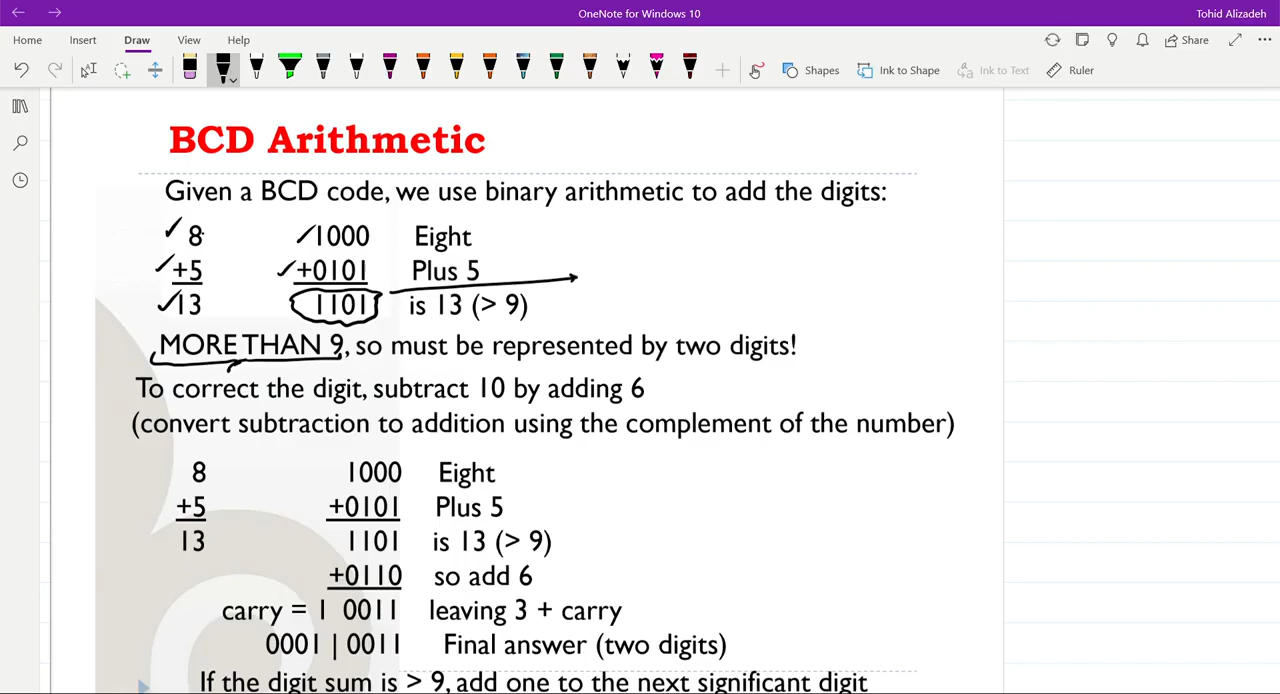 OneNote for Windows 10
Tohid Alizadeh
Home Insert Draw View Help
Share
Shapes Ink to Shape Ink to Text Ruler
BCD Arithmetic
Given a BCD code, we use binary arithmetic to add the digits:
8 1000 Eight
+5 +0101 Plus 5
13 1101 is 13 (> 9)
MORE THAN 9, so must be represented by two digits!
To correct the digit, subtract 10 by adding 6
(convert subtraction to addition using the complement of the number)
8 1000 Eight
+5 +0101 Plus 5
13 1101 is 13 (> 9)
+0110 so add 6
carry = 1 0011 leaving 3 + carry
0001 | 0011 Final answer (two digits)
If the digit sum is > 9, add one to the next significant digit